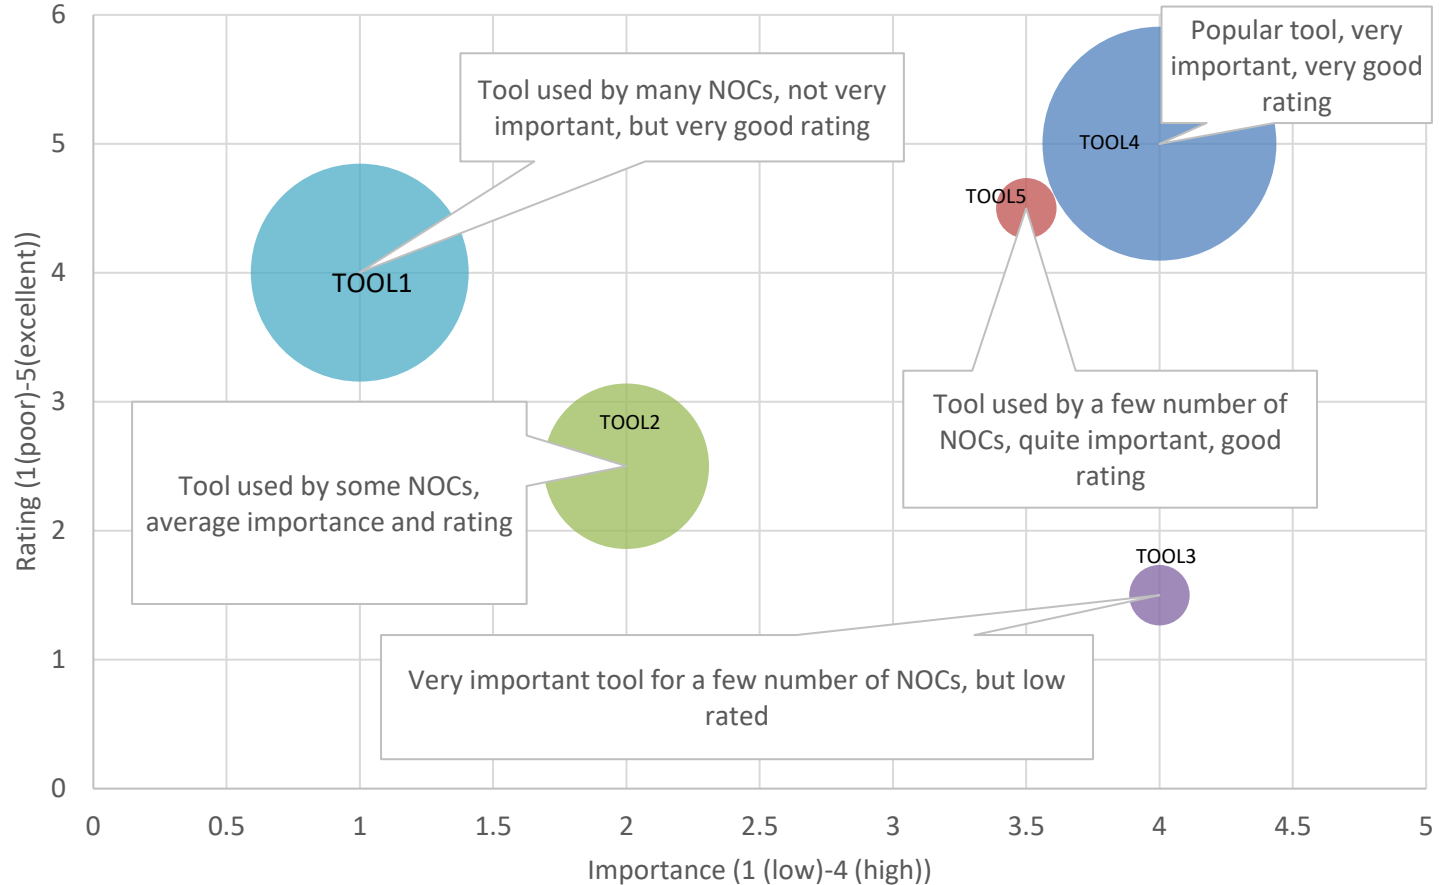 6
Popular tool, very
important, very good
rating
Tool used by many NOCs, not very
important, but very good rating
5
TOOL4
TOOL5
4
TOOL1
Rating (1(poor)-5(excellent))
3
Tool used by a few number of
NOCs, quite important, good
rating
TOOL2
Tool used by some NOCs,
average importance and rating
2
TOOL3
1
Very important tool for a few number of NOCs, but low
rated
0
0 0.5 1 1.5 2 2.5 3 3.5 4 4.5 5
Importance (1 (low)-4 (high))